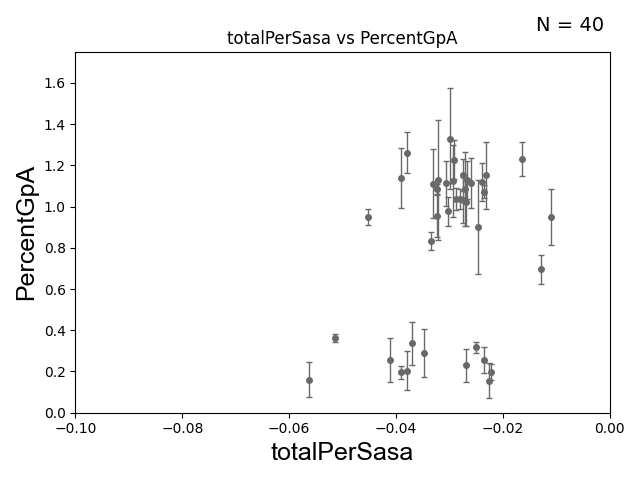 N = 40
totalPerSasa vs PercentGpA
PercentGpA
1.6
1.4
1.2
1.0
0.8
0.6
0.4
0.2
0.0
−0.10 −0.08 −0.06 −0.04 −0.02 0.00
totalPerSasa